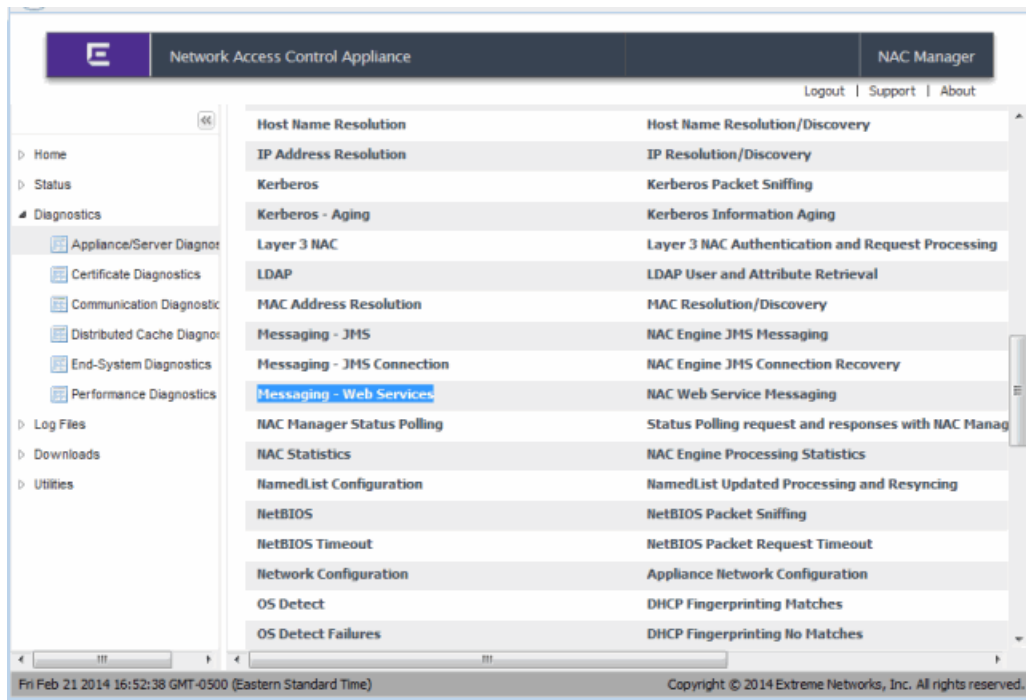 E Network Access Control Appliance NAC Manager
Logout | Support | About
Home
Status
Diagnostics
Appliance/Server Diagnos
Certificate Diagnostics
Communication Diagnostic
Distributed Cache Diagnos
End-System Diagnostics
Performance Diagnostics
Log Files
Downloads
Utilities
Host Name Resolution Host Name Resolution/Discovery
IP Address Resolution IP Resolution/Discovery
Kerberos Kerberos Packet Sniffing
Kerberos - Aging Kerberos Information Aging
Layer 3 NAC Layer 3 NAC Authentication and Request Processing
LDAP LDAP User and Attribute Retrieval
MAC Address Resolution MAC Resolution/Discovery
Messaging - JMS NAC Engine JMS Messaging
Messaging - JMS Connection NAC Engine JMS Connection Recovery
Messaging - Web Services NAC Web Service Messaging
NAC Manager Status Polling Status Polling request and responses with NAC Manag
NAC Statistics NAC Engine Processing Statistics
NamedList Configuration NamedList Updated Processing and Resyncing
NetBIOS NetBIOS Packet Sniffing
NetBIOS Timeout NetBIOS Packet Request Timeout
Network Configuration Appliance Network Configuration
OS Detect DHCP Fingerprinting Matches
OS Detect Failures DHCP Fingerprinting No Matches
Fri Feb 21 2014 16:52:38 GMT-0500 (Eastern Standard Time) Copyright © 2014 Extreme Networks, Inc. All rights reserved.